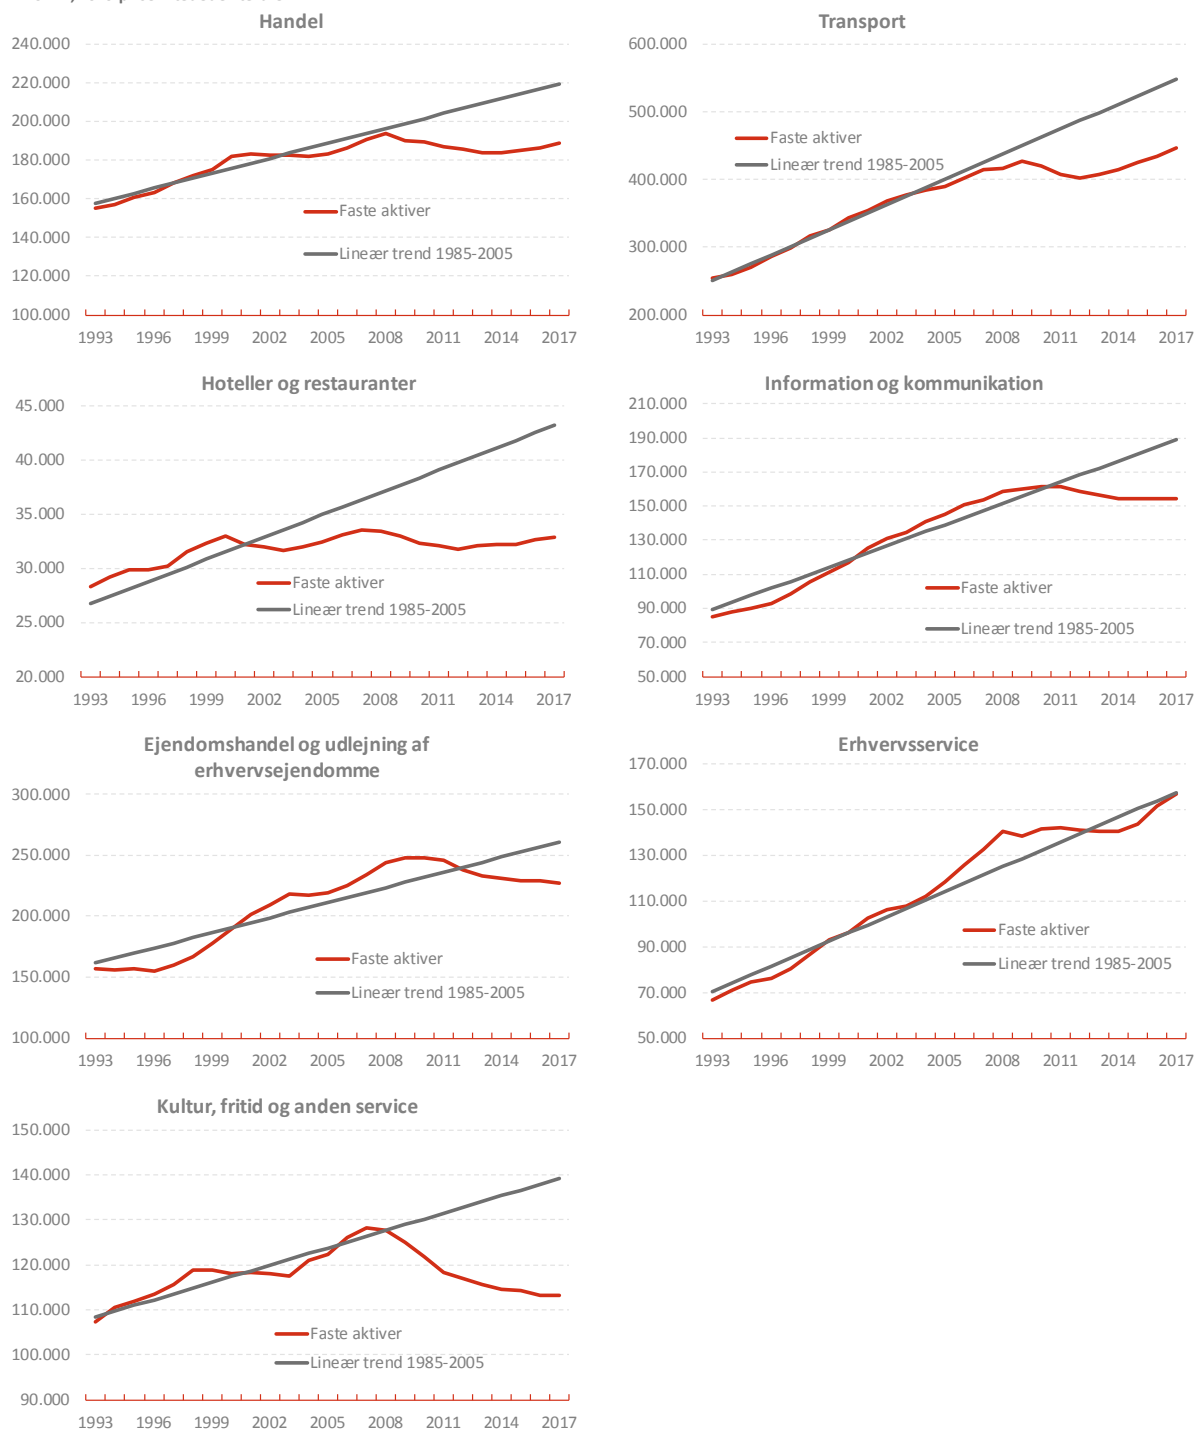 Handel
240.000
220.000
200.000
180.000
160.000
140.000
120.000
100.000
Faste aktiver
Lineær trend 1985-2005
1993 1996 1999 2002 2005 2008 2011 2014 2017
Transport
600.000
500.000
400.000
300.000
200.000
Faste aktiver
Lineær trend 1985-2005
1993 1996 1999 2002 2005 2008 2011 2014 2017
Hoteller og restauranter
45.000
40.000
35.000
30.000
25.000
20.000
Faste aktiver
Lineær trend 1985-2005
1993 1996 1999 2002 2005 2008 2011 2014 2017
Information og kommunikation
210.000
190.000
170.000
150.000
130.000
110.000
90.000
70.000
50.000
Faste aktiver
Lineær trend 1985-2005
1993 1996 1999 2002 2005 2008 2011 2014 2017
Ejendomshandel og udlejning af
erhvervsejendomme
300.000
250.000
200.000
150.000
100.000
Faste aktiver
Lineær trend 1985-2005
1993 1996 1999 2002 2005 2008 2011 2014 2017
Erhvervsservice
170.000
150.000
130.000
110.000
90.000
70.000
50.000
Faste aktiver
Lineær trend 1985-2005
1993 1996 1999 2002 2005 2008 2011 2014 2017
Kultur, fritid og anden service
150.000
140.000
130.000
120.000
110.000
100.000
90.000
Faste aktiver
Lineær trend 1985-2005
1993 1996 1999 2002 2005 2008 2011 2014 2017